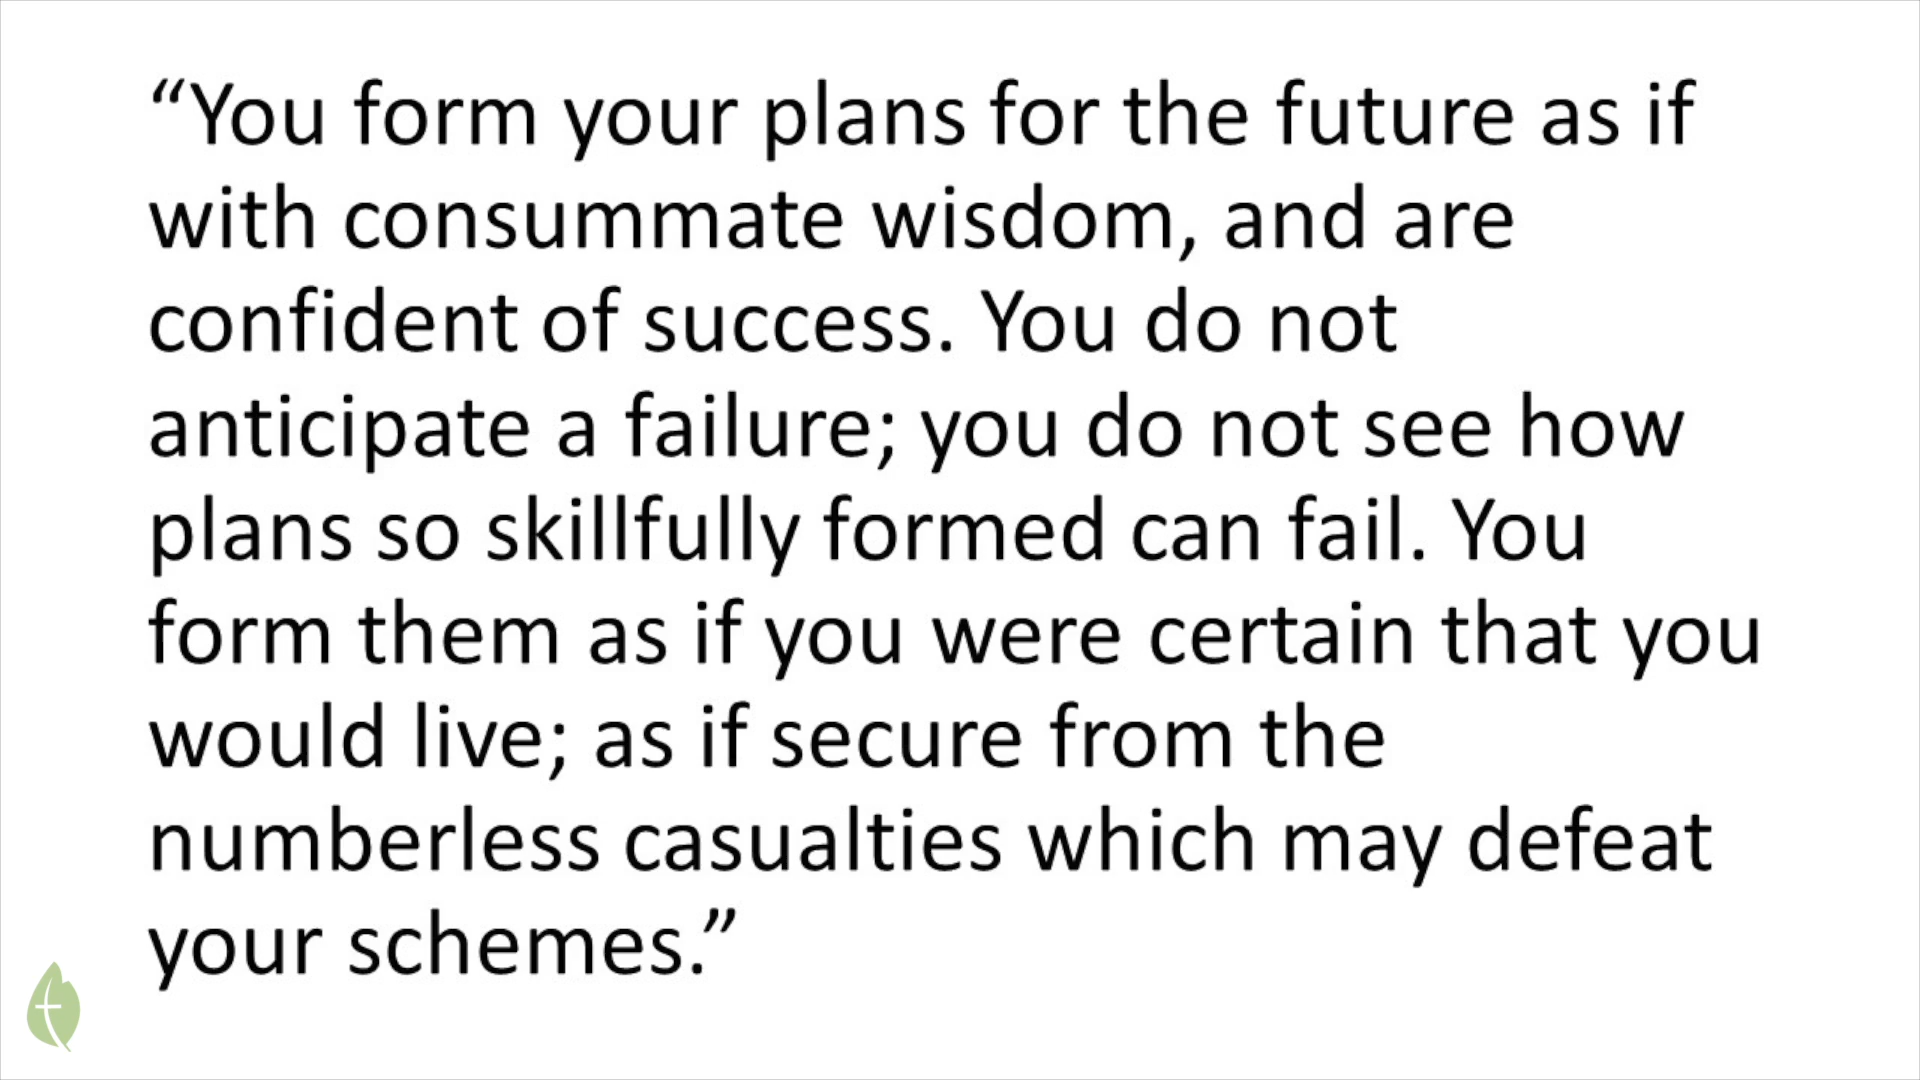 “You form your plans for the future as if
with consummate wisdom, and are
confident of success. You do not
anticipate a failure; you do not see how
plans so skillfully formed can fail. You
form them as if you were certain that you
would live; as if secure from the
numberless casualties which may defeat
your schemes.”